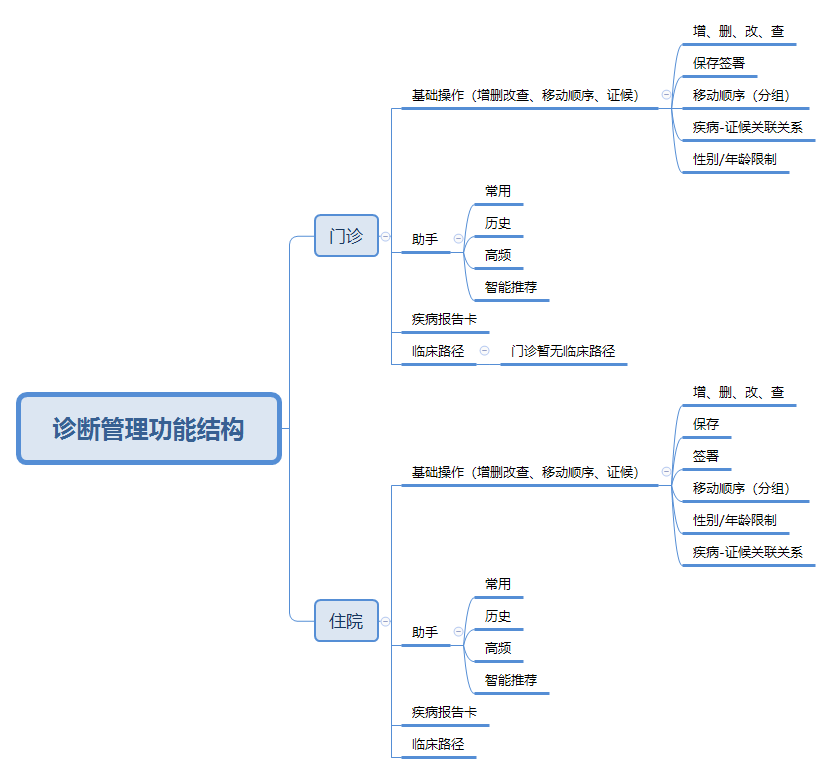 诊断管理功能结构
门诊
基础操作（增删改查、移动顺序、证候）
增、删、改、查
保存签署
移动顺序（分组）
疾病-证候关联关系
性别/年龄限制
助手
常用
历史
高频
智能推荐
疾病报告卡
临床路径
门诊暂无临床路径
住院
基础操作（增删改查、移动顺序、证候）
增、删、改、查
保存
签署
移动顺序（分组）
性别/年龄限制
疾病-证候关联关系
助手
常用
历史
高频
智能推荐
疾病报告卡
临床路径